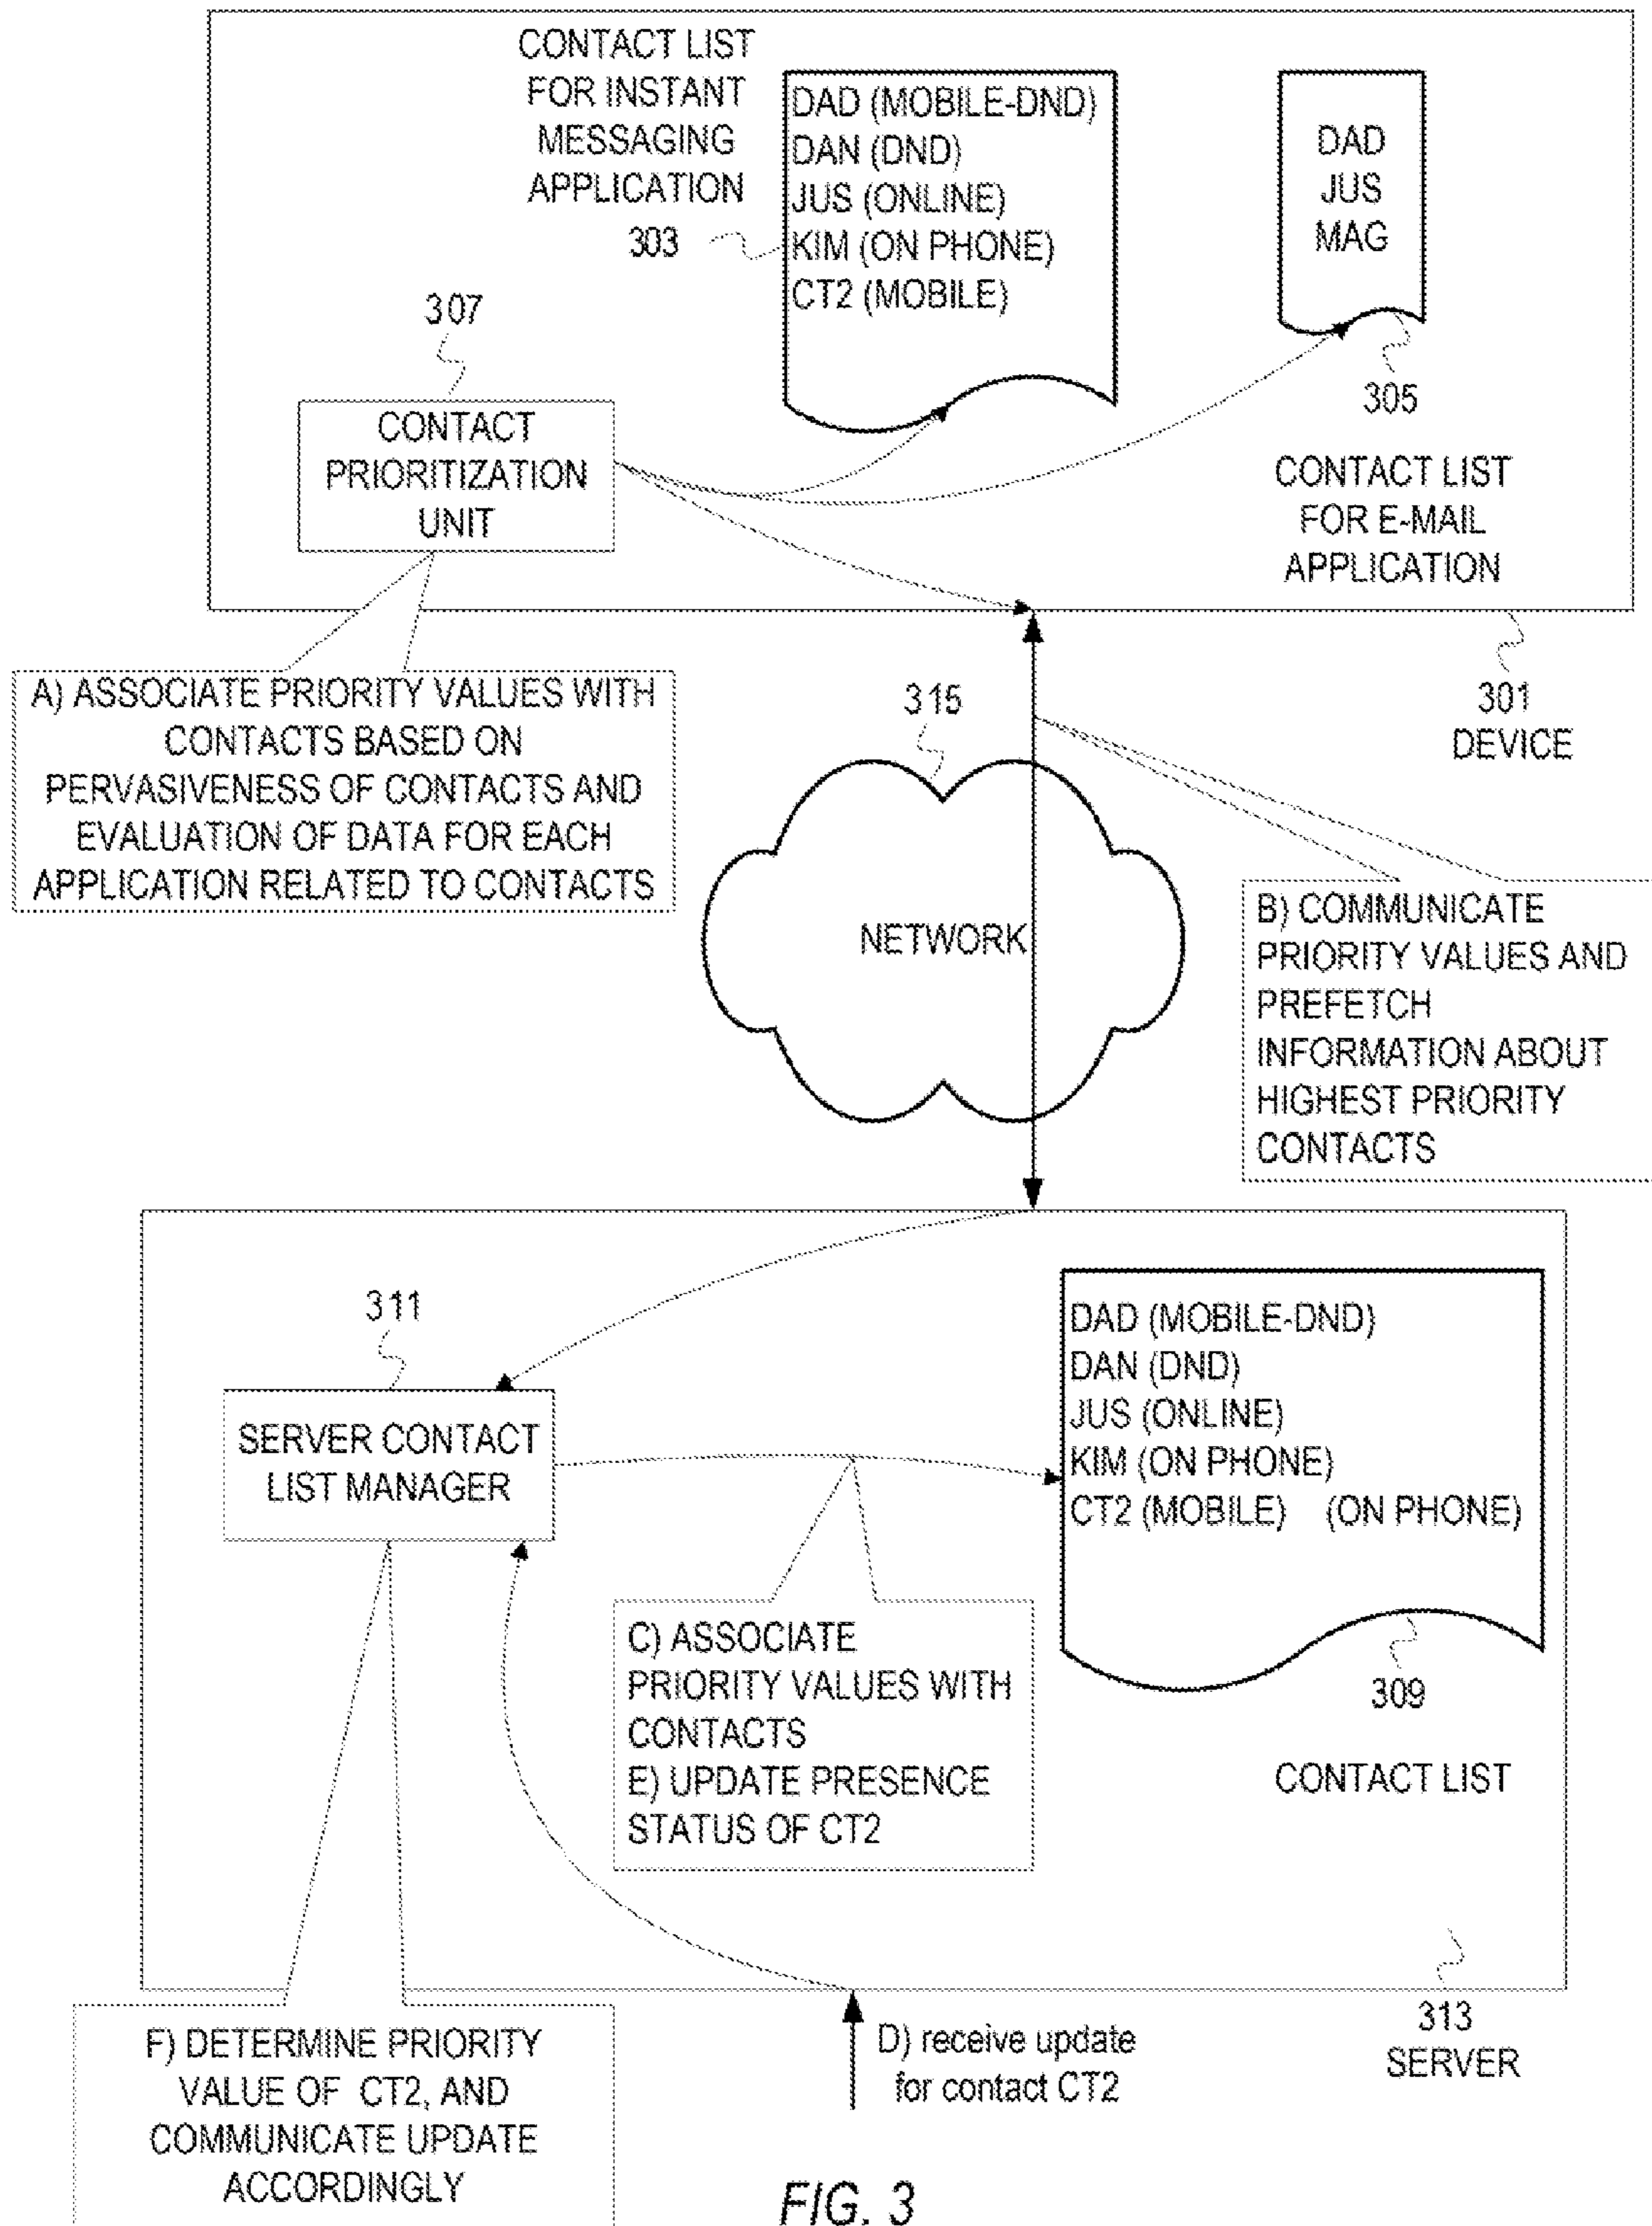 CONTACT LIST
FOR INSTANT
MESSAGING
APPLICATION
303
DAD (MOBILE-DND)
DAN (DND)
JUS (ONLINE)
KIM (ON PHONE)
CT2 (MOBILE)
DAD
JUS
MAG
305
CONTACT LIST
FOR E-MAIL
APPLICATION
307
CONTACT
PRIORITIZATION
UNIT
301
DEVICE
A) ASSOCIATE PRIORITY VALUES WITH
CONTACTS BASED ON
PERVASIVENESS OF CONTACTS AND
EVALUATION OF DATA FOR EACH
APPLICATION RELATED TO CONTACTS
315
NETWORK
B) COMMUNICATE
PRIORITY VALUES AND
PREFETCH
INFORMATION ABOUT
HIGHEST PRIORITY
CONTACTS
311
SERVER CONTACT
LIST MANAGER
DAD (MOBILE-DND)
DAN (DND)
JUS (ONLINE)
KIM (ON PHONE)
CT2 (MOBILE) (ON PHONE)
309
CONTACT LIST
C) ASSOCIATE
PRIORITY VALUES WITH
CONTACTS
E) UPDATE PRESENCE
STATUS OF CT2
313
SERVER
D) receive update
for contact CT2
F) DETERMINE PRIORITY
VALUE OF CT2, AND
COMMUNICATE UPDATE
ACCORDINGLY
FIG. 3